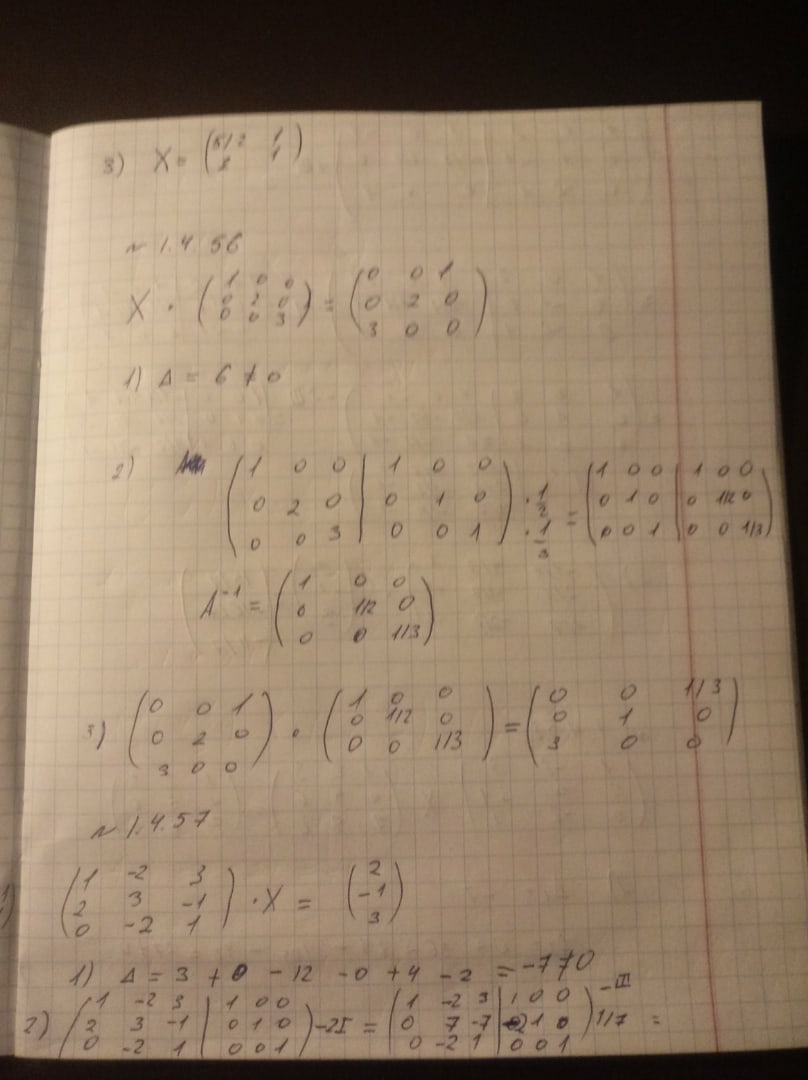 3) X = (5/2 1
1)
№ 1.4.56
X · (1 0 0
0 2 0
0 0 3) = (0 0 1
0 2 0
3 0 0)
1) Δ = 6 ≠ 0
2) (1 0 0 | 1 0 0
0 2 0 | 0 1 0
0 0 3 | 0 0 1) · 1/2 · 1/3 = (1 0 0 | 1 0 0
0 1 0 | 0 1/2 0
0 0 1 | 0 0 1/3)
A⁻¹ = (1 0 0
0 1/2 0
0 0 1/3)
3) (0 0 1
0 2 0
3 0 0) · (1 0 0
0 1/2 0
0 0 1/3) = (0 0 1/3
0 1 0
3 0 0)
№ 1.4.57
(1 -2 3
2 3 -1
0 -2 1) · X = (2
-1
3)
1) Δ = 3 + 0 - 12 - 0 + 4 - 2 = -7 ≠ 0
2) (1 -2 3 | 1 0 0
2 3 -1 | 0 1 0
0 -2 1 | 0 0 1) -2I = (1 -2 3 | 1 0 0
0 7 -7 | -2 1 0
0 -2 1 | 0 0 1) 1/7 =